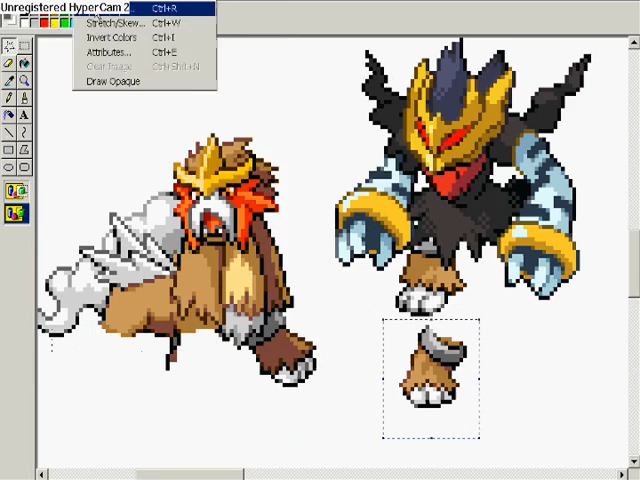 Unregistered HyperCam 2
Ctrl+R
Stretch/Skew... Ctrl+W
Invert Colors Ctrl+I
Attributes... Ctrl+E
Clear Image Ctrl+Shft+N
Draw Opaque
A